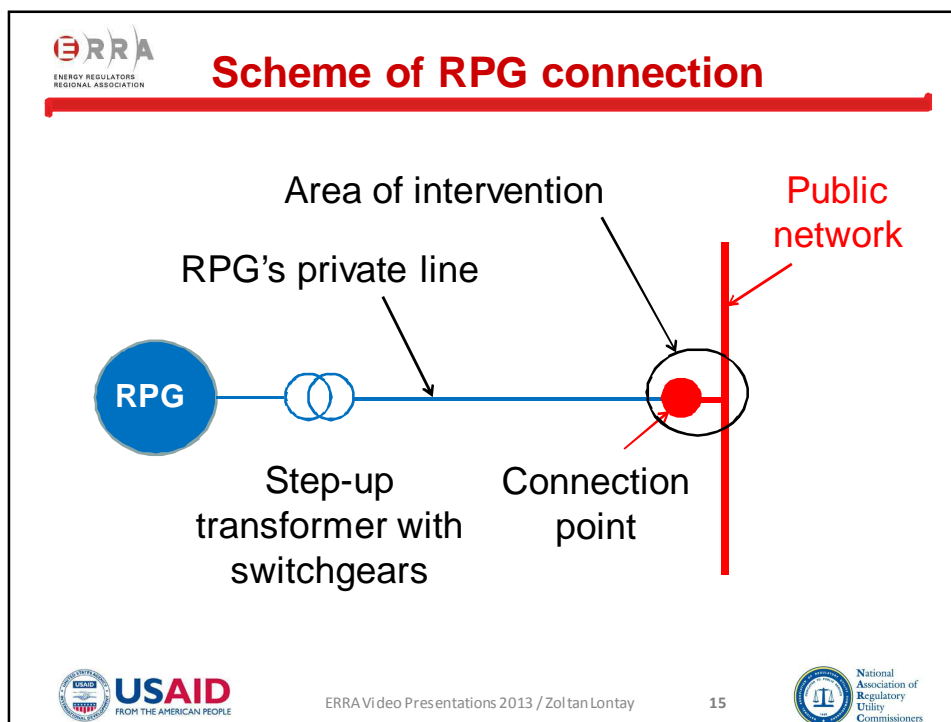 ERRA
ENERGY REGULATORS
REGIONAL ASSOCIATION
Scheme of RPG connection
Area of intervention
Public
network
RPG's private line
RPG
Step-up
transformer with
switchgears
Connection
point
USAID
FROM THE AMERICAN PEOPLE
ERRA Video Presentations 2013 / Zoltan Lontay
15
National
Association of
Regulatory
Utility
Commissioners